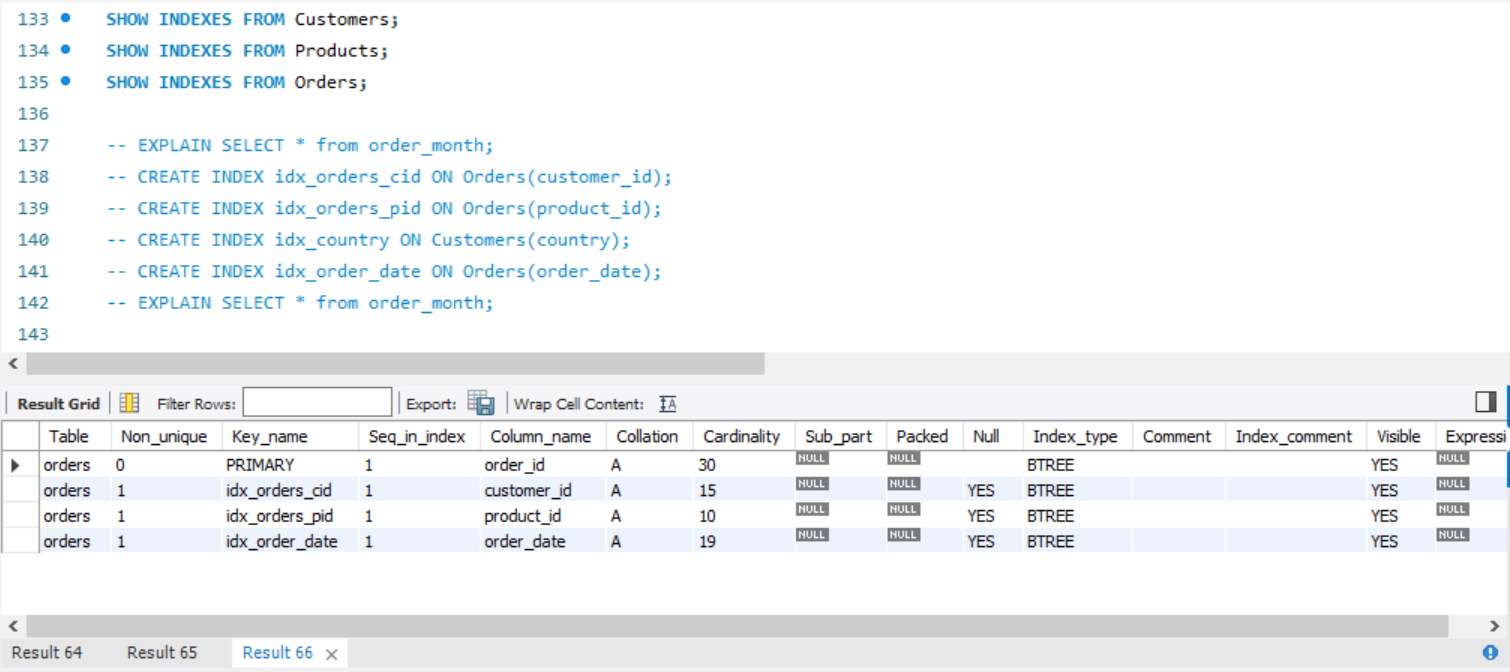 133 SHOW INDEXES FROM Customers;
134 SHOW INDEXES FROM Products;
135 SHOW INDEXES FROM Orders;
136
137 -- EXPLAIN SELECT * from order_month;
138 -- CREATE INDEX idx_orders_cid ON Orders(customer_id);
139 -- CREATE INDEX idx_orders_pid ON Orders(product_id);
140 -- CREATE INDEX idx_country ON Customers(country);
141 -- CREATE INDEX idx_order_date ON Orders(order_date);
142 -- EXPLAIN SELECT * from order_month;
143
Result Grid Filter Rows: Export: Wrap Cell Content: IA
Table Non_unique Key_name Seq_in_index Column_name Collation Cardinality Sub_part Packed Null Index_type Comment Index_comment Visible Expressi
orders 0 PRIMARY 1 order_id A 30 NULL NULL BTREE YES NULL
orders 1 idx_orders_cid 1 customer_id A 15 NULL NULL YES BTREE YES NULL
orders 1 idx_orders_pid 1 product_id A 10 NULL NULL YES BTREE YES NULL
orders 1 idx_order_date 1 order_date A 19 NULL NULL YES BTREE YES NULL
Result 64 Result 65 Result 66